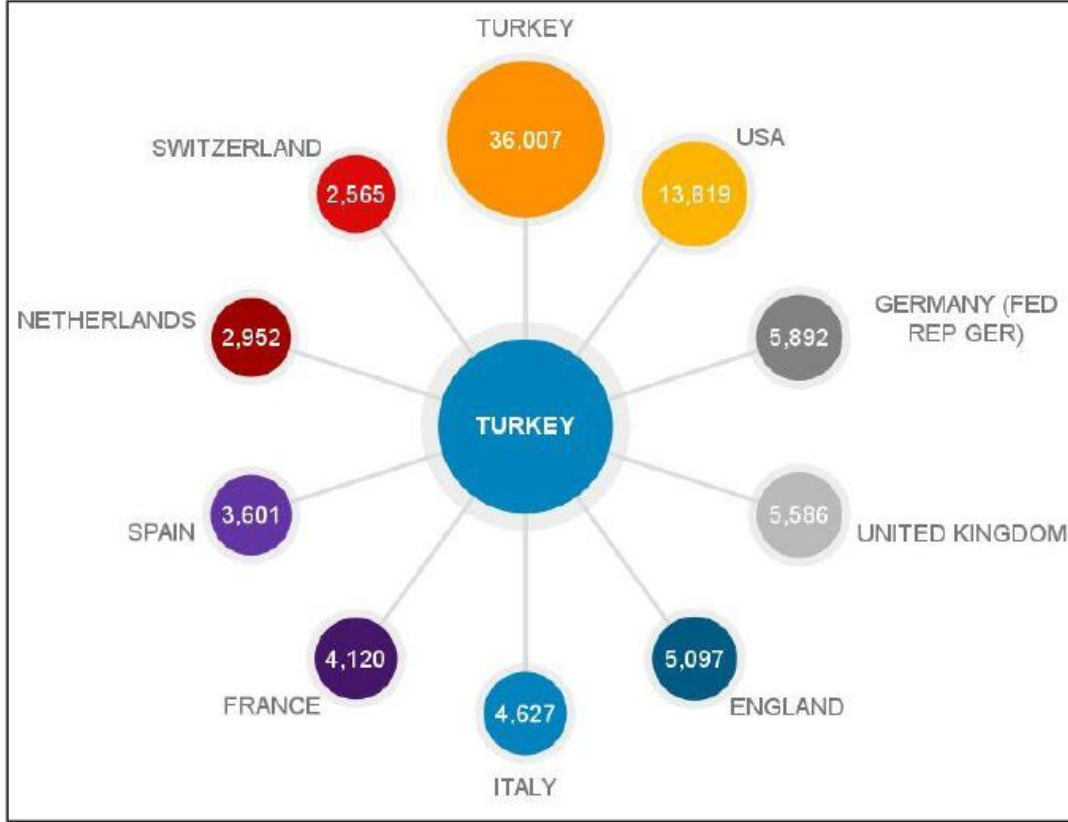 TURKEY
36,007
USA
13,819
SWITZERLAND
2,565
GERMANY (FED
REP GER)
5,892
NETHERLANDS
2,952
TURKEY
SPAIN
3,601
5,586
UNITED KINGDOM
FRANCE
4,120
5,097
ENGLAND
4,627
ITALY